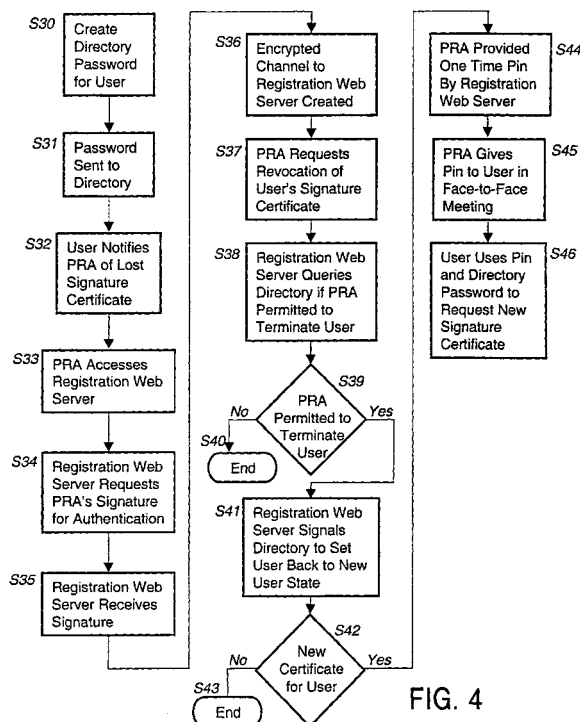 S30
Create
Directory
Password
for User
S31
Password
Sent to
Directory
S32
User Notifies
PRA of Lost
Signature
Certificate
S33
PRA Accesses
Registration Web
Server
S34
Registration Web
Server Requests
PRA's Signature
for Authentication
S35
Registration Web
Server Receives
Signature
S36
Encrypted
Channel to
Registration Web
Server Created
S37
PRA Requests
Revocation of
User's Signature
Certificate
S38
Registration Web
Server Queries
Directory if PRA
Permitted to
Terminate User
S39
PRA
Permitted to
Terminate
User
No
Yes
S40
End
S41
Registration Web
Server Signals
Directory to Set
User Back to New
User State
S42
New
Certificate
for User
No
Yes
S43
End
S44
PRA Provided
One Time Pin
By Registration
Web Server
S45
PRA Gives
Pin to User in
Face-to-Face
Meeting
S46
User Uses Pin
and Directory
Password to
Request New
Signature
Certificate
FIG. 4